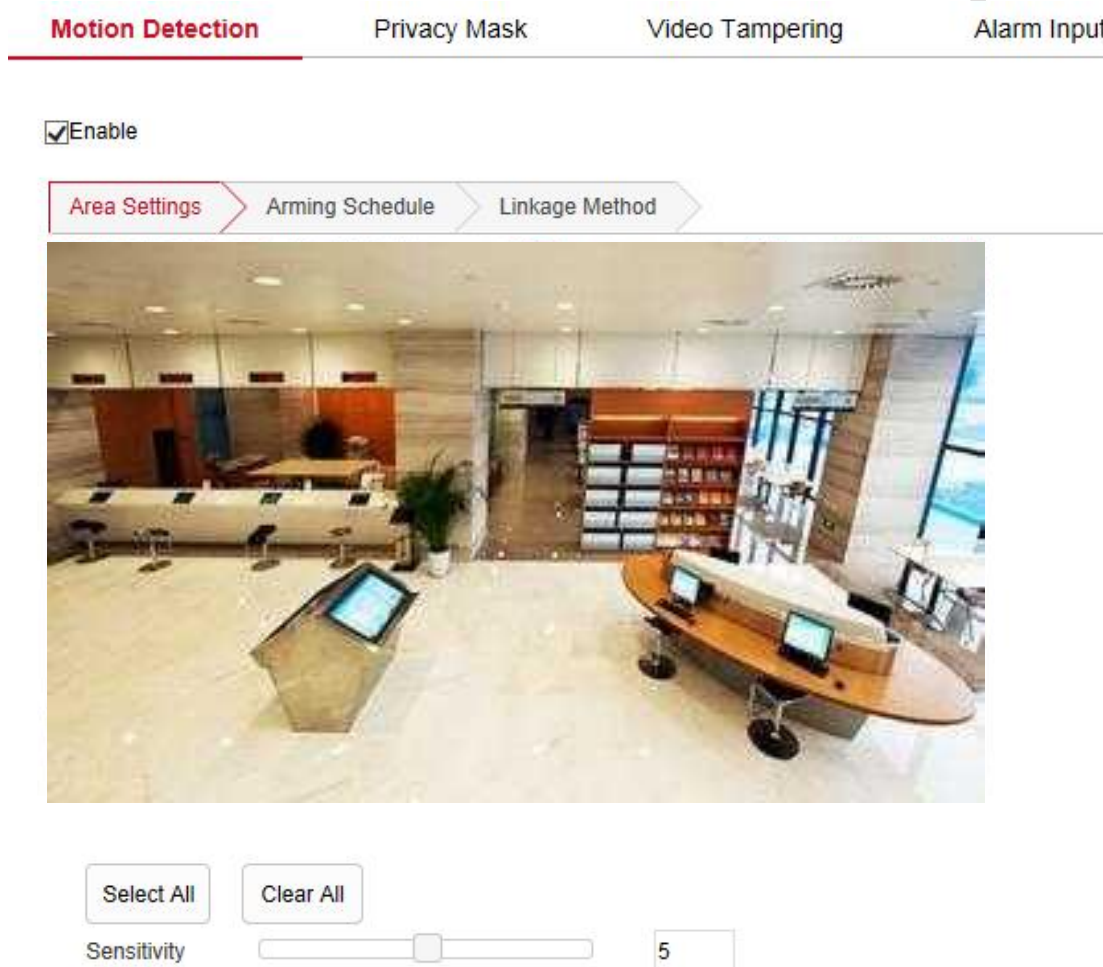 Motion Detection Privacy Mask Video Tampering Alarm Input
Enable
Area Settings Arming Schedule Linkage Method
Select All Clear All
Sensitivity 5